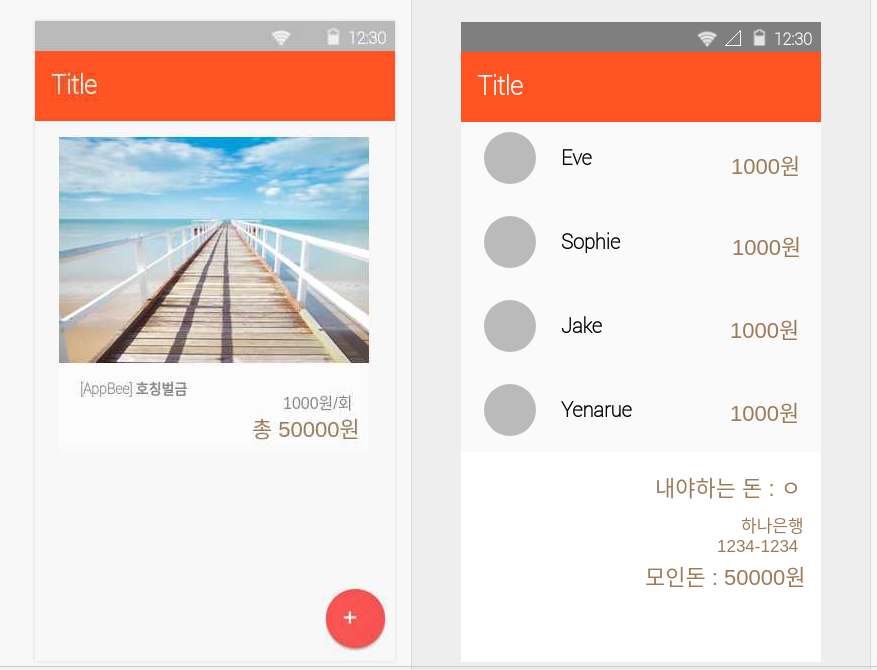 12:30
Title
[AppBee] 호칭벌금
1000원/회
총 50000원
+
12:30
Title
Eve 1000원
Sophie 1000원
Jake 1000원
Yenarue 1000원
내야하는 돈 : ㅇ
하나은행
1234-1234
모인돈 : 50000원